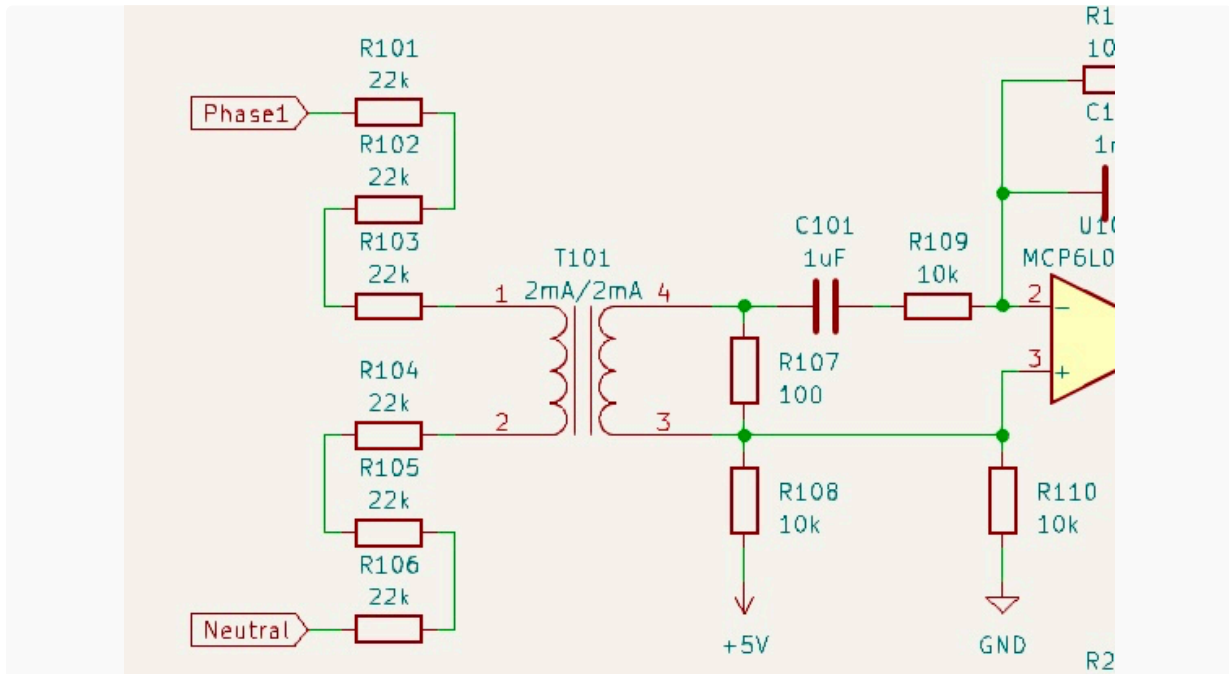 R101
22k
Phase1
R102
22k
R103
22k
T101
2mA/2mA
1
4
2
3
R104
22k
R105
22k
R106
22k
Neutral
C101
1uF
R109
10k
R107
100
R108
10k
+5V
R110
10k
GND
2
3
-
+